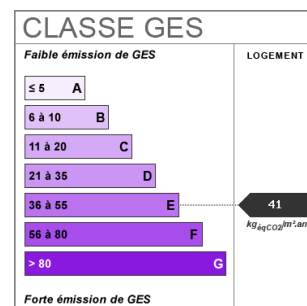 CLASSE GES
Faible émission de GES
LOGEMENT
≤ 5 A
6 à 10 B
11 à 20 C
21 à 35 D
36 à 55 E
41
kgéqCO2/m².an
56 à 80 F
> 80 G
Forte émission de GES